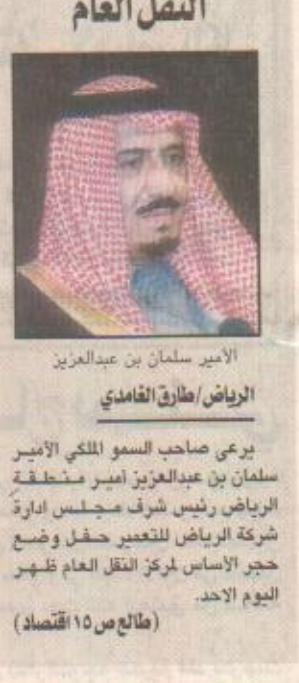 النقل العام
الأمير سلمان بن عبدالعزيز
الرياض/طارق الغامدي
يرعى صاحب السمو الملكي الأمير
سلمان بن عبدالعزيز أمير منطقة
الرياض رئيس شرف مجلس ادارة
شركة الرياض للتعمير حفل وضع
حجر الأساس لمركز النقل العام ظهر
اليوم الاحد.
(طالع ص ١٥ اقتصاد)